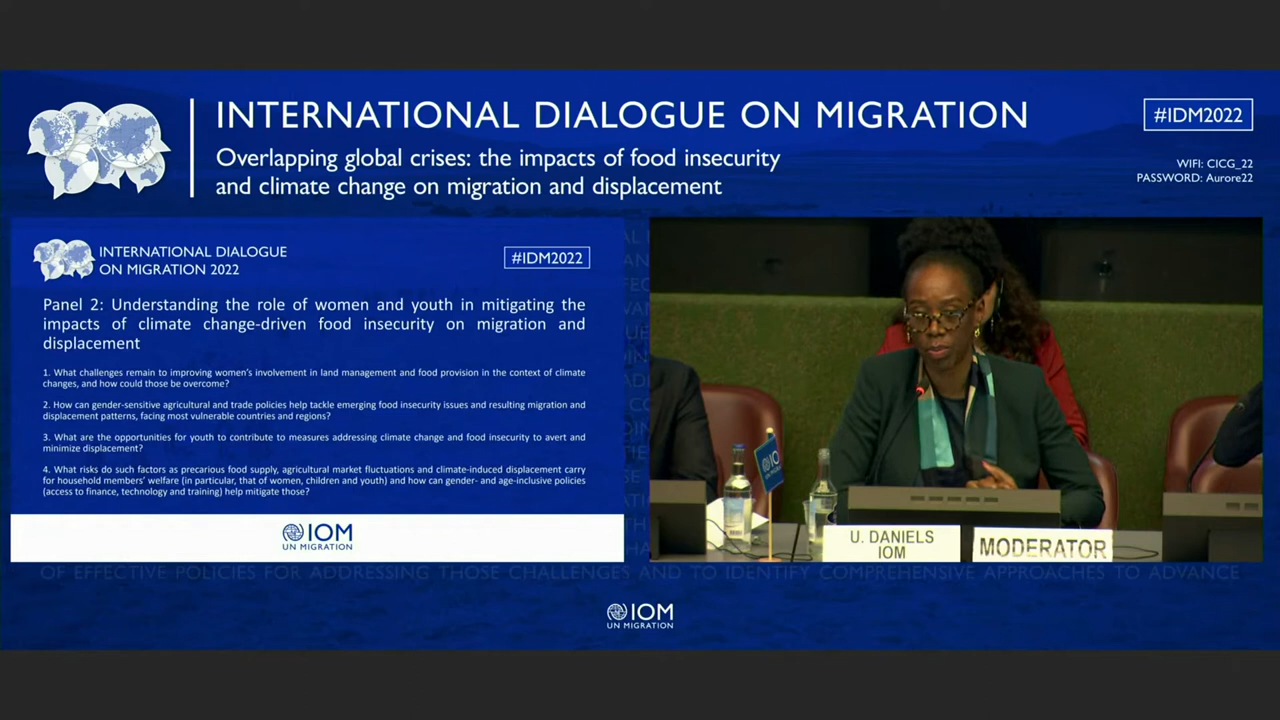 INTERNATIONAL DIALOGUE ON MIGRATION
Overlapping global crises: the impacts of food insecurity
and climate change on migration and displacement
#IDM2022
WIFI: CICG_22
PASSWORD: Aurore22
INTERNATIONAL DIALOGUE
ON MIGRATION 2022
#IDM2022
Panel 2: Understanding the role of women and youth in mitigating the
impacts of climate change-driven food insecurity on migration and
displacement
1. What challenges remain to improving women's involvement in land management and food provision in the context of climate
changes, and how could those be overcome?
2. How can gender-sensitive agricultural and trade policies help tackle emerging food insecurity issues and resulting migration and
displacement patterns, facing most vulnerable countries and regions?
3. What are the opportunities for youth to contribute to measures addressing climate change and food insecurity to avert and
minimize displacement?
4. What risks do such factors as precarious food supply, agricultural market fluctuations and climate-induced displacement carry
for household members' welfare (in particular, that of women, children and youth) and how can gender- and age-inclusive policies
(access to finance, technology and training) help mitigate those?
IOM
UN MIGRATION
U. DANIELS
IOM
MODERATOR
OF EFFECTIVE POLICIES FOR ADDRESSING THOSE CHALLENGES AND TO IDENTIFY COMPREHENSIVE APPROACHES TO ADVANCE
IOM
UN MIGRATION